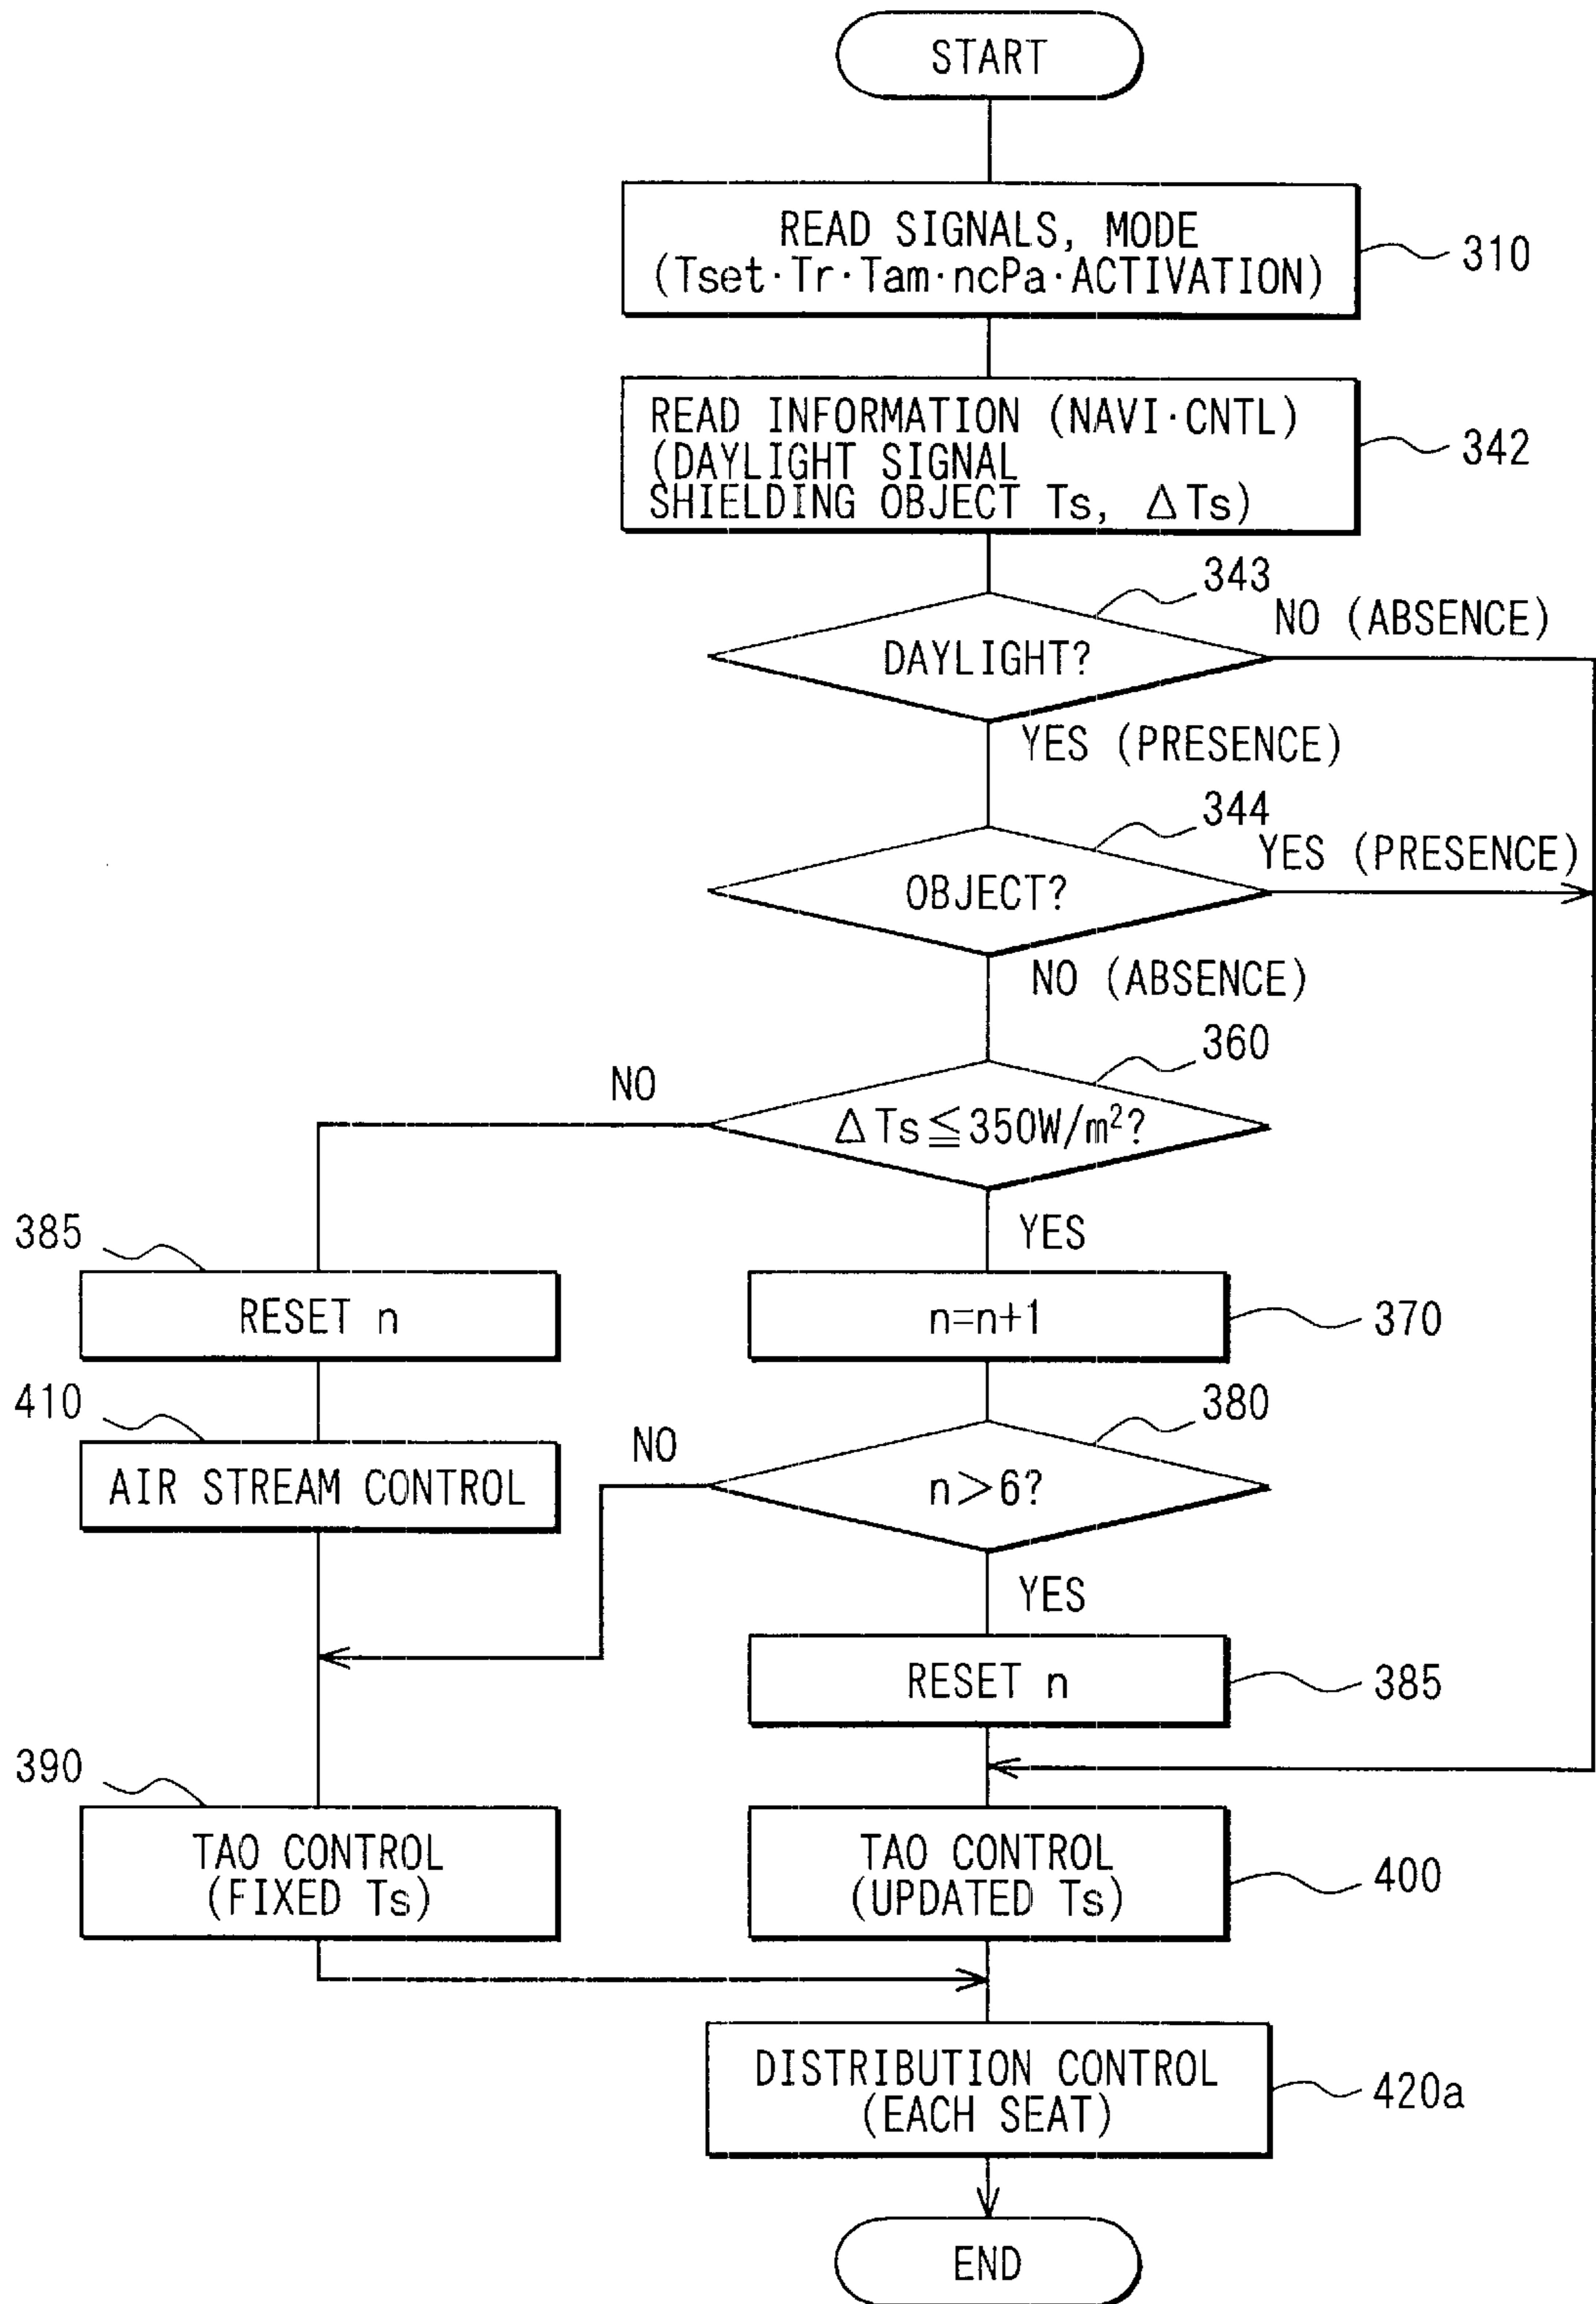 START
READ SIGNALS, MODE
(Tset·Tr·Tam·ncPa·ACTIVATION)
310
READ INFORMATION (NAVI·CNTL)
(DAYLIGHT SIGNAL
SHIELDING OBJECT Ts, ΔTs)
342
343
NO (ABSENCE)
DAYLIGHT?
YES (PRESENCE)
344
YES (PRESENCE)
OBJECT?
NO (ABSENCE)
360
NO
ΔTs≦350W/m²?
YES
385
RESET n
n=n+1
370
410
AIR STREAM CONTROL
380
NO
n>6?
YES
RESET n
385
390
TAO CONTROL
(FIXED Ts)
TAO CONTROL
(UPDATED Ts)
400
DISTRIBUTION CONTROL
(EACH SEAT)
420a
END